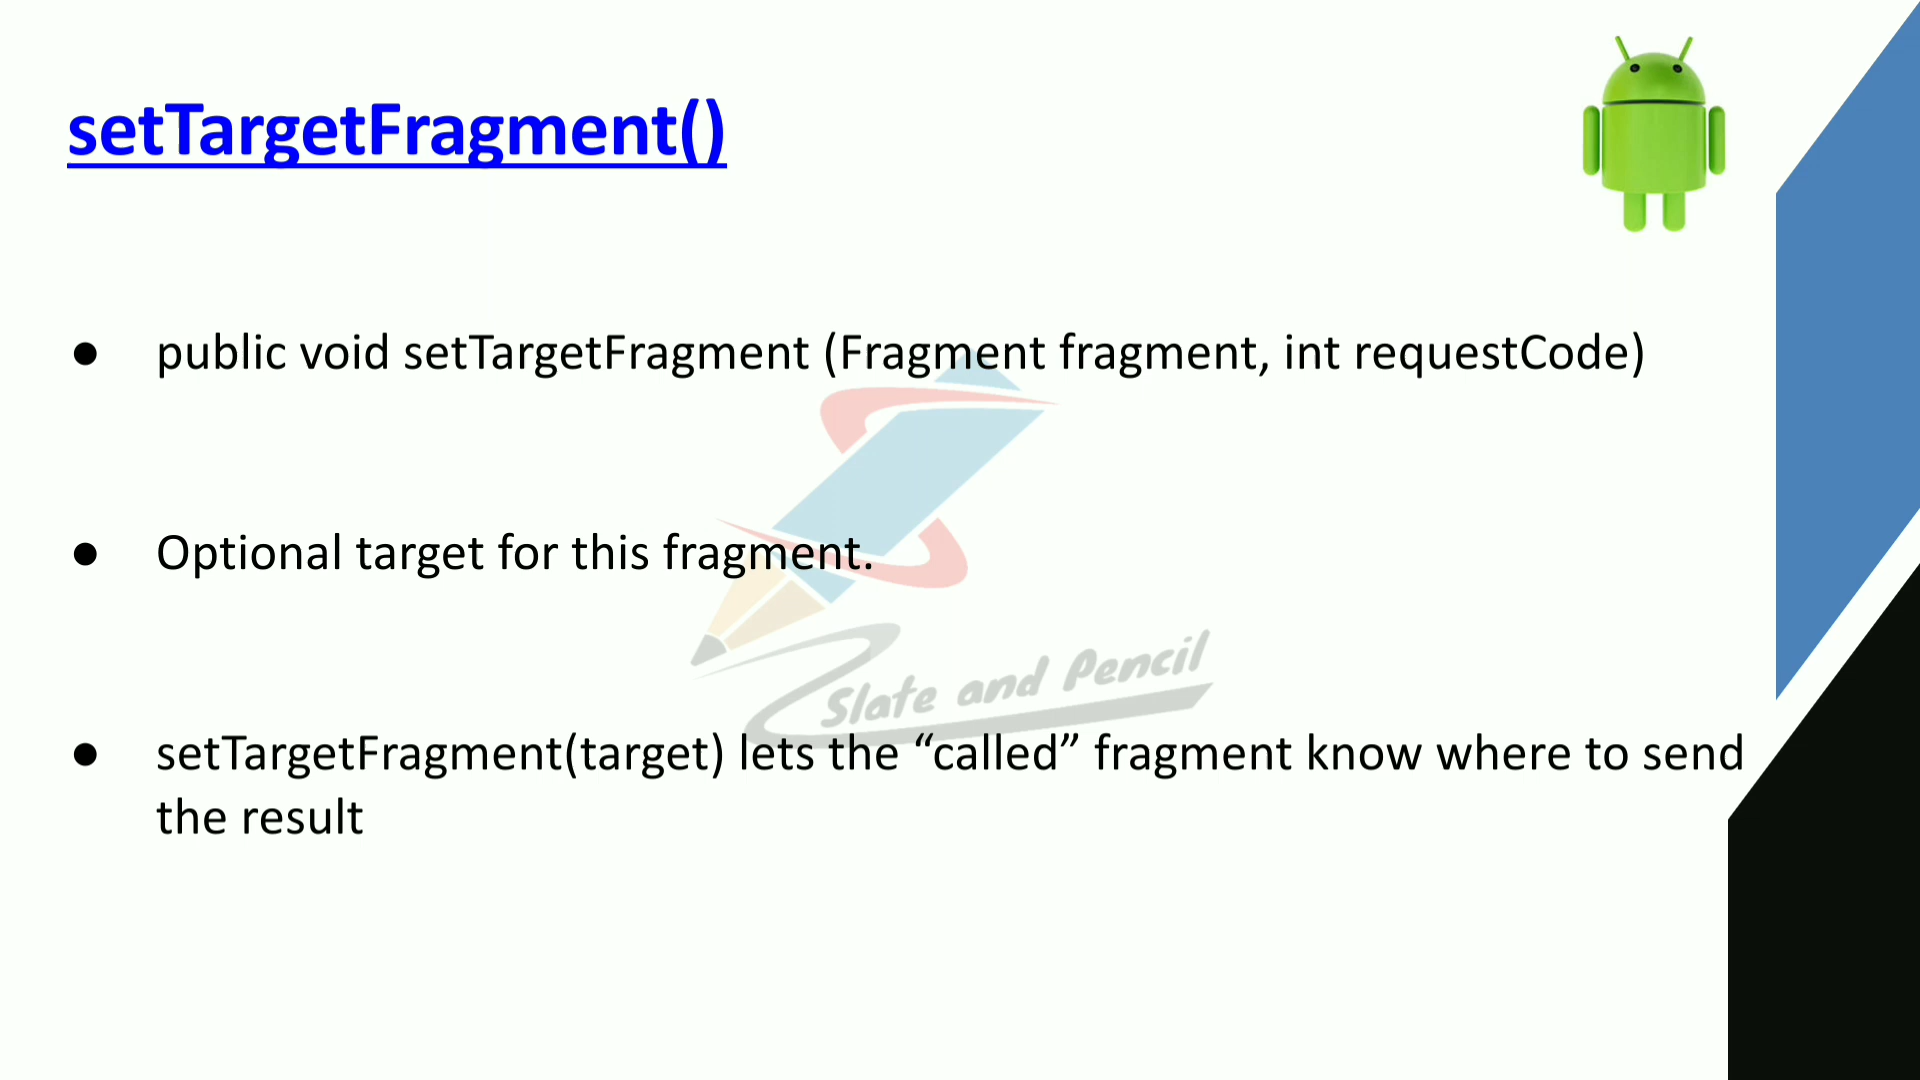 setTargetFragment()
● public void setTargetFragment (Fragment fragment, int requestCode)
● Optional target for this fragment.
Slate and Pencil
● setTargetFragment(target) lets the “called” fragment know where to send
the result